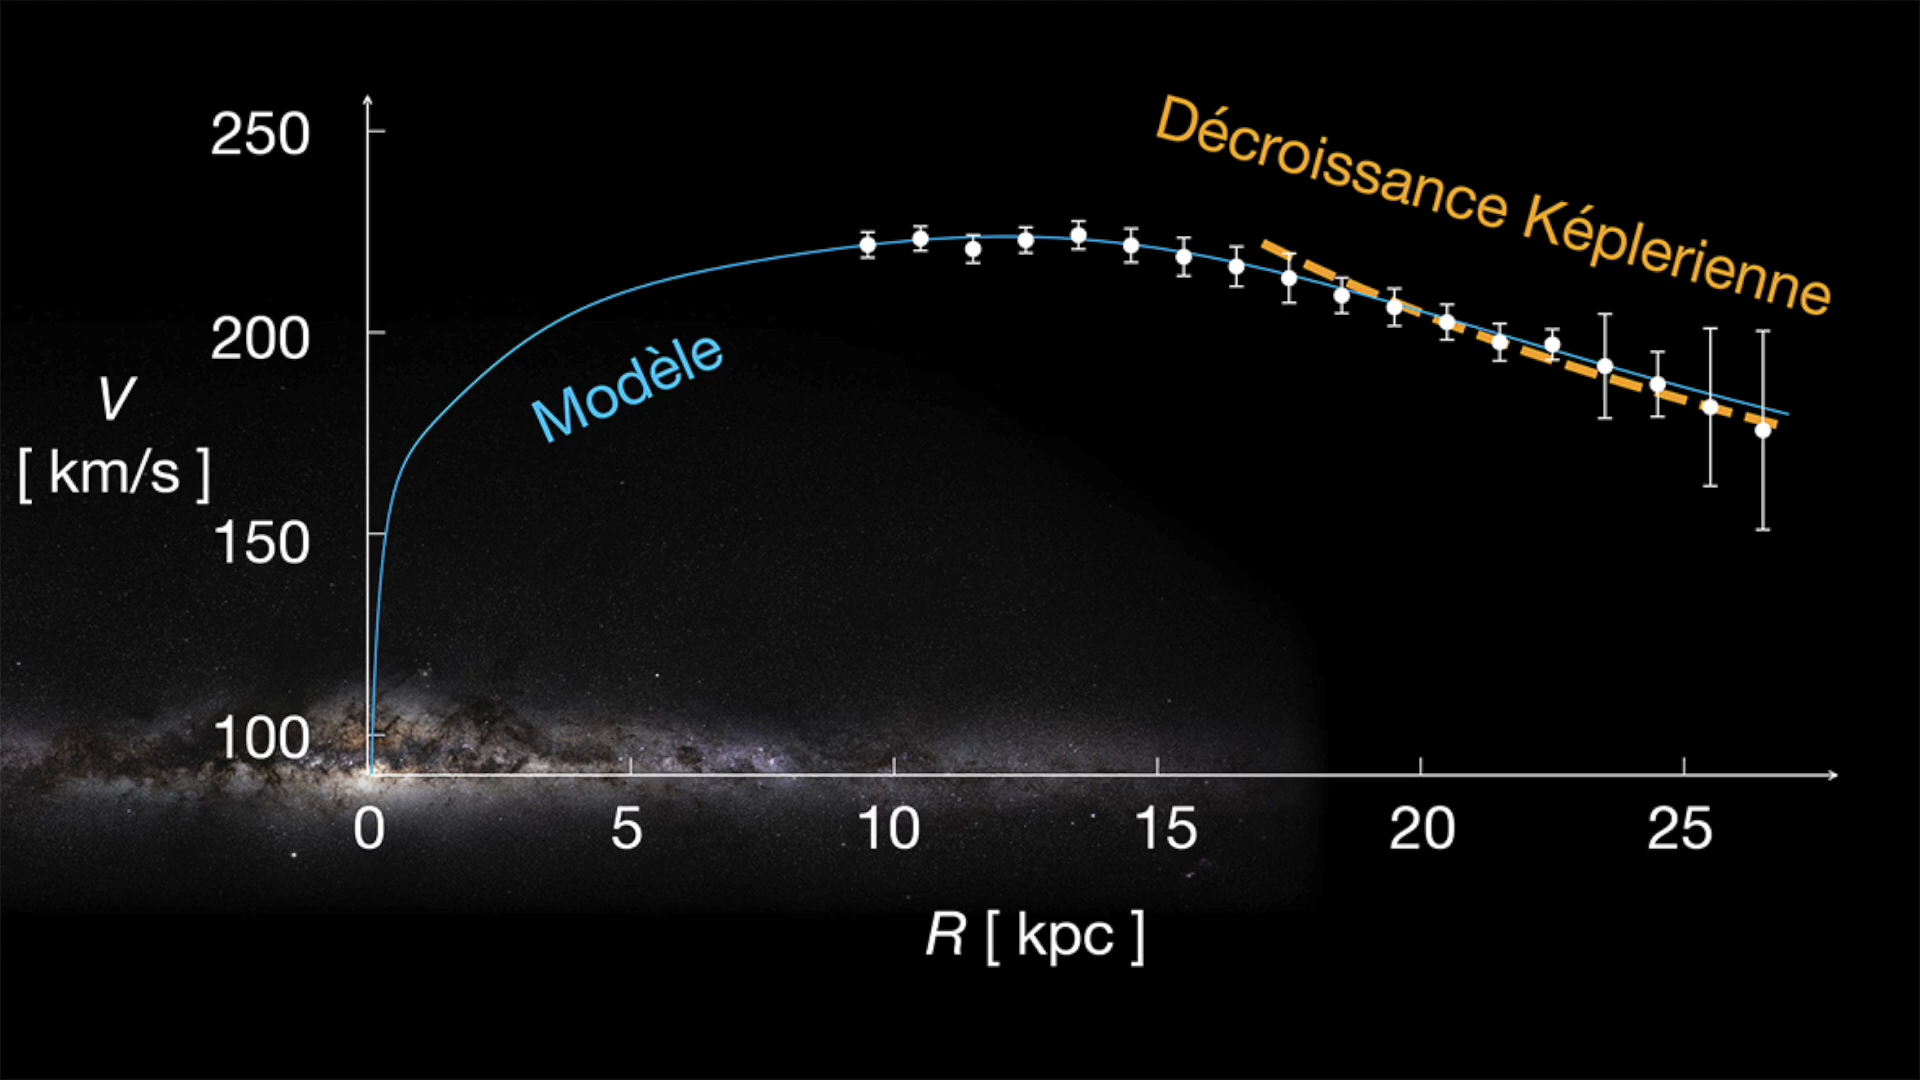 Décroissance Képlerienne
250
200
Modèle
V
[ km/s ]
150
100
0 5 10 15 20 25
R [ kpc ]